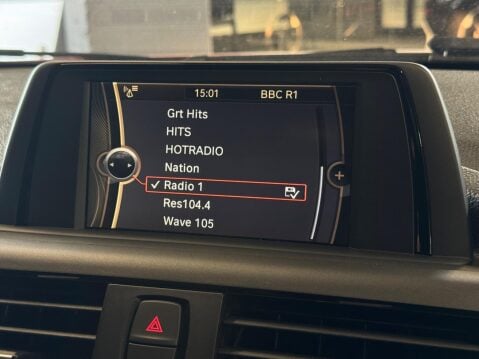 15:01 BBC R1
Grt Hits
HITS
HOTRADIO
Nation
Radio 1
Res104.4
Wave 105